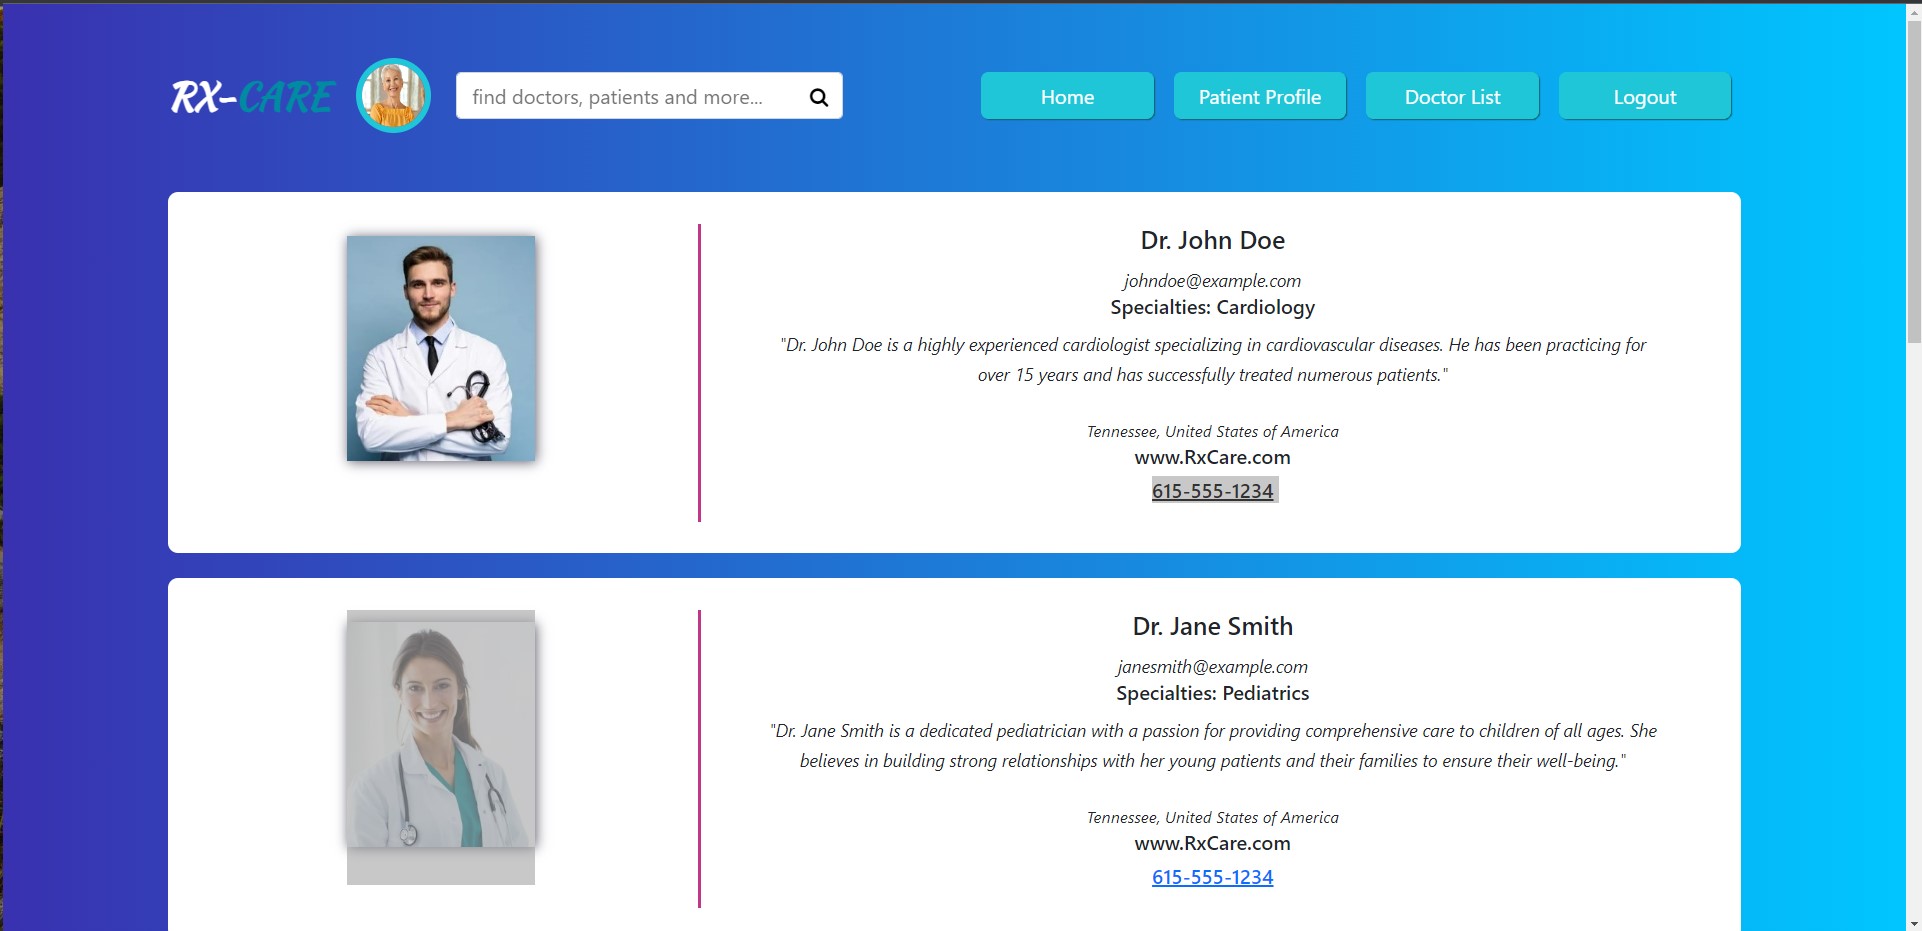 RX-CARE
find doctors, patients and more...
Home
Patient Profile
Doctor List
Logout
Dr. John Doe
johndoe@example.com
Specialties: Cardiology
"Dr. John Doe is a highly experienced cardiologist specializing in cardiovascular diseases. He has been practicing for
over 15 years and has successfully treated numerous patients."
Tennessee, United States of America
www.RxCare.com
615-555-1234
Dr. Jane Smith
janesmith@example.com
Specialties: Pediatrics
"Dr. Jane Smith is a dedicated pediatrician with a passion for providing comprehensive care to children of all ages. She
believes in building strong relationships with her young patients and their families to ensure their well-being."
Tennessee, United States of America
www.RxCare.com
615-555-1234